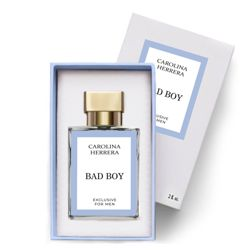 CAROLINA
HERRERA
BAD BOY
EXCLUSIVE
FOR MEN
CAROLINA
HERRERA
BAD BOY
EXCLUSIVE
FOR MEN